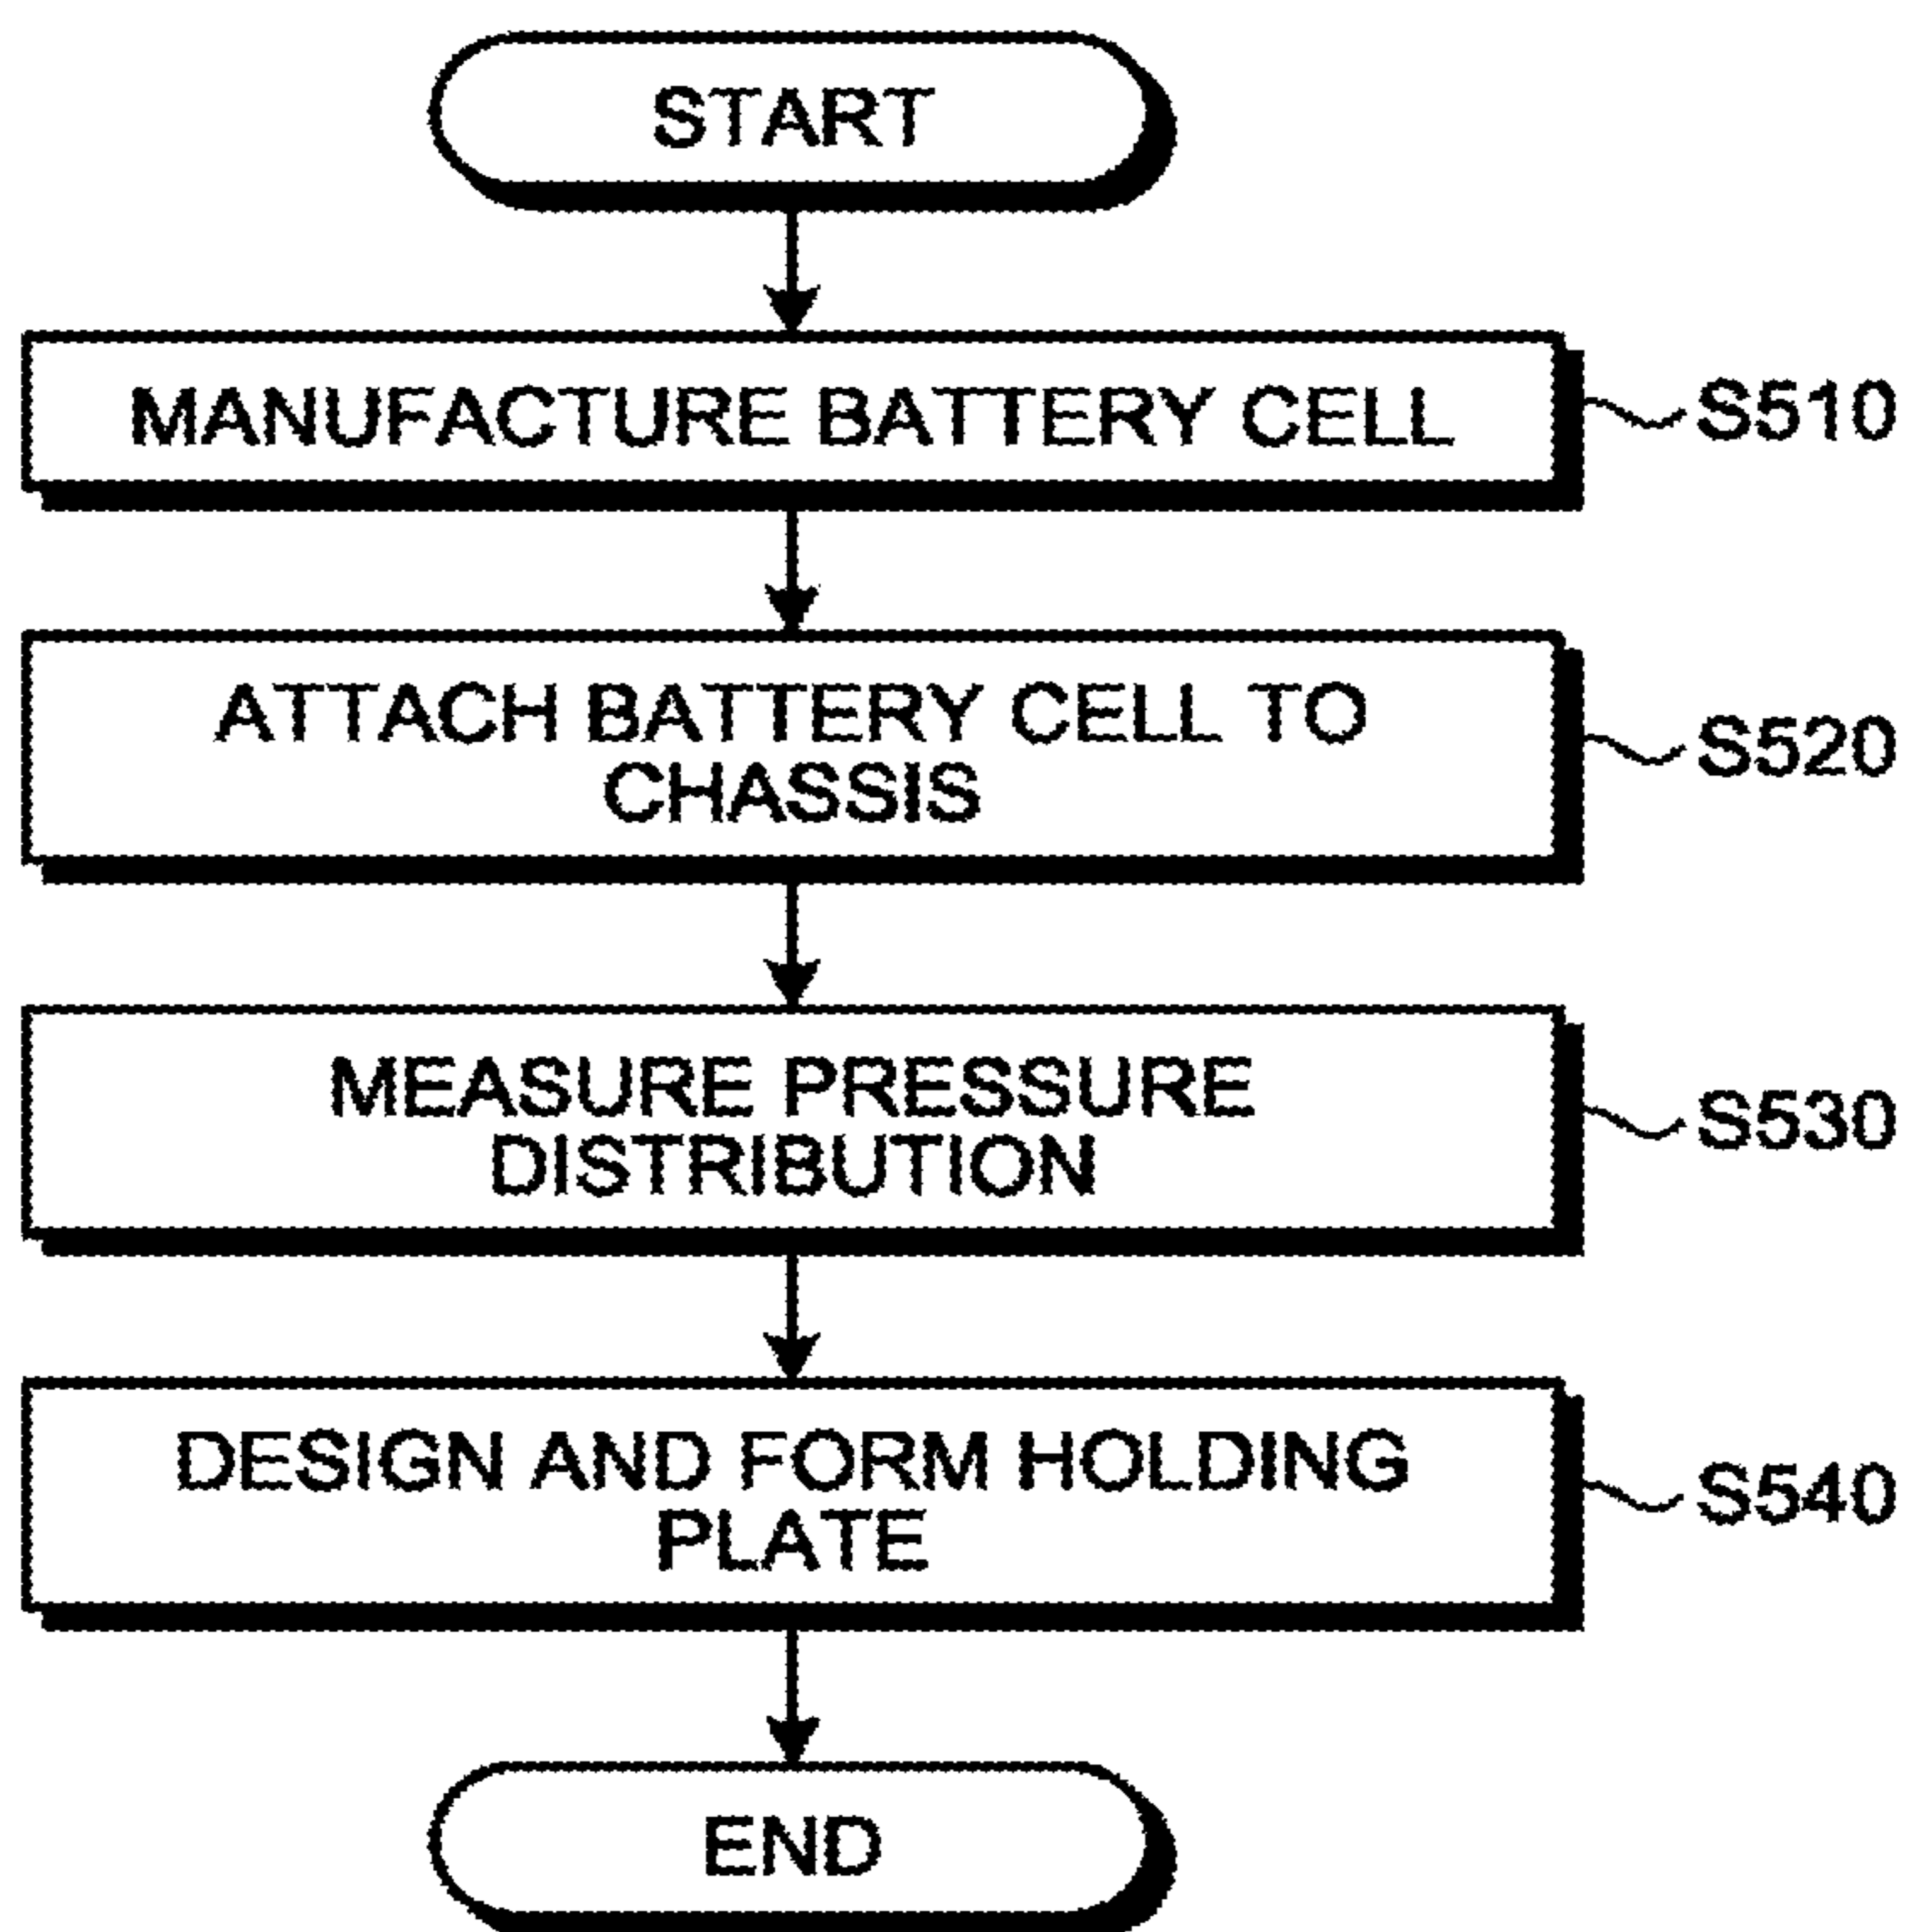 START
MANUFACTURE BATTERY CELL
S510
ATTACH BATTERY CELL TO
CHASSIS
S520
MEASURE PRESSURE
DISTRIBUTION
S530
DESIGN AND FORM HOLDING
PLATE
S540
END